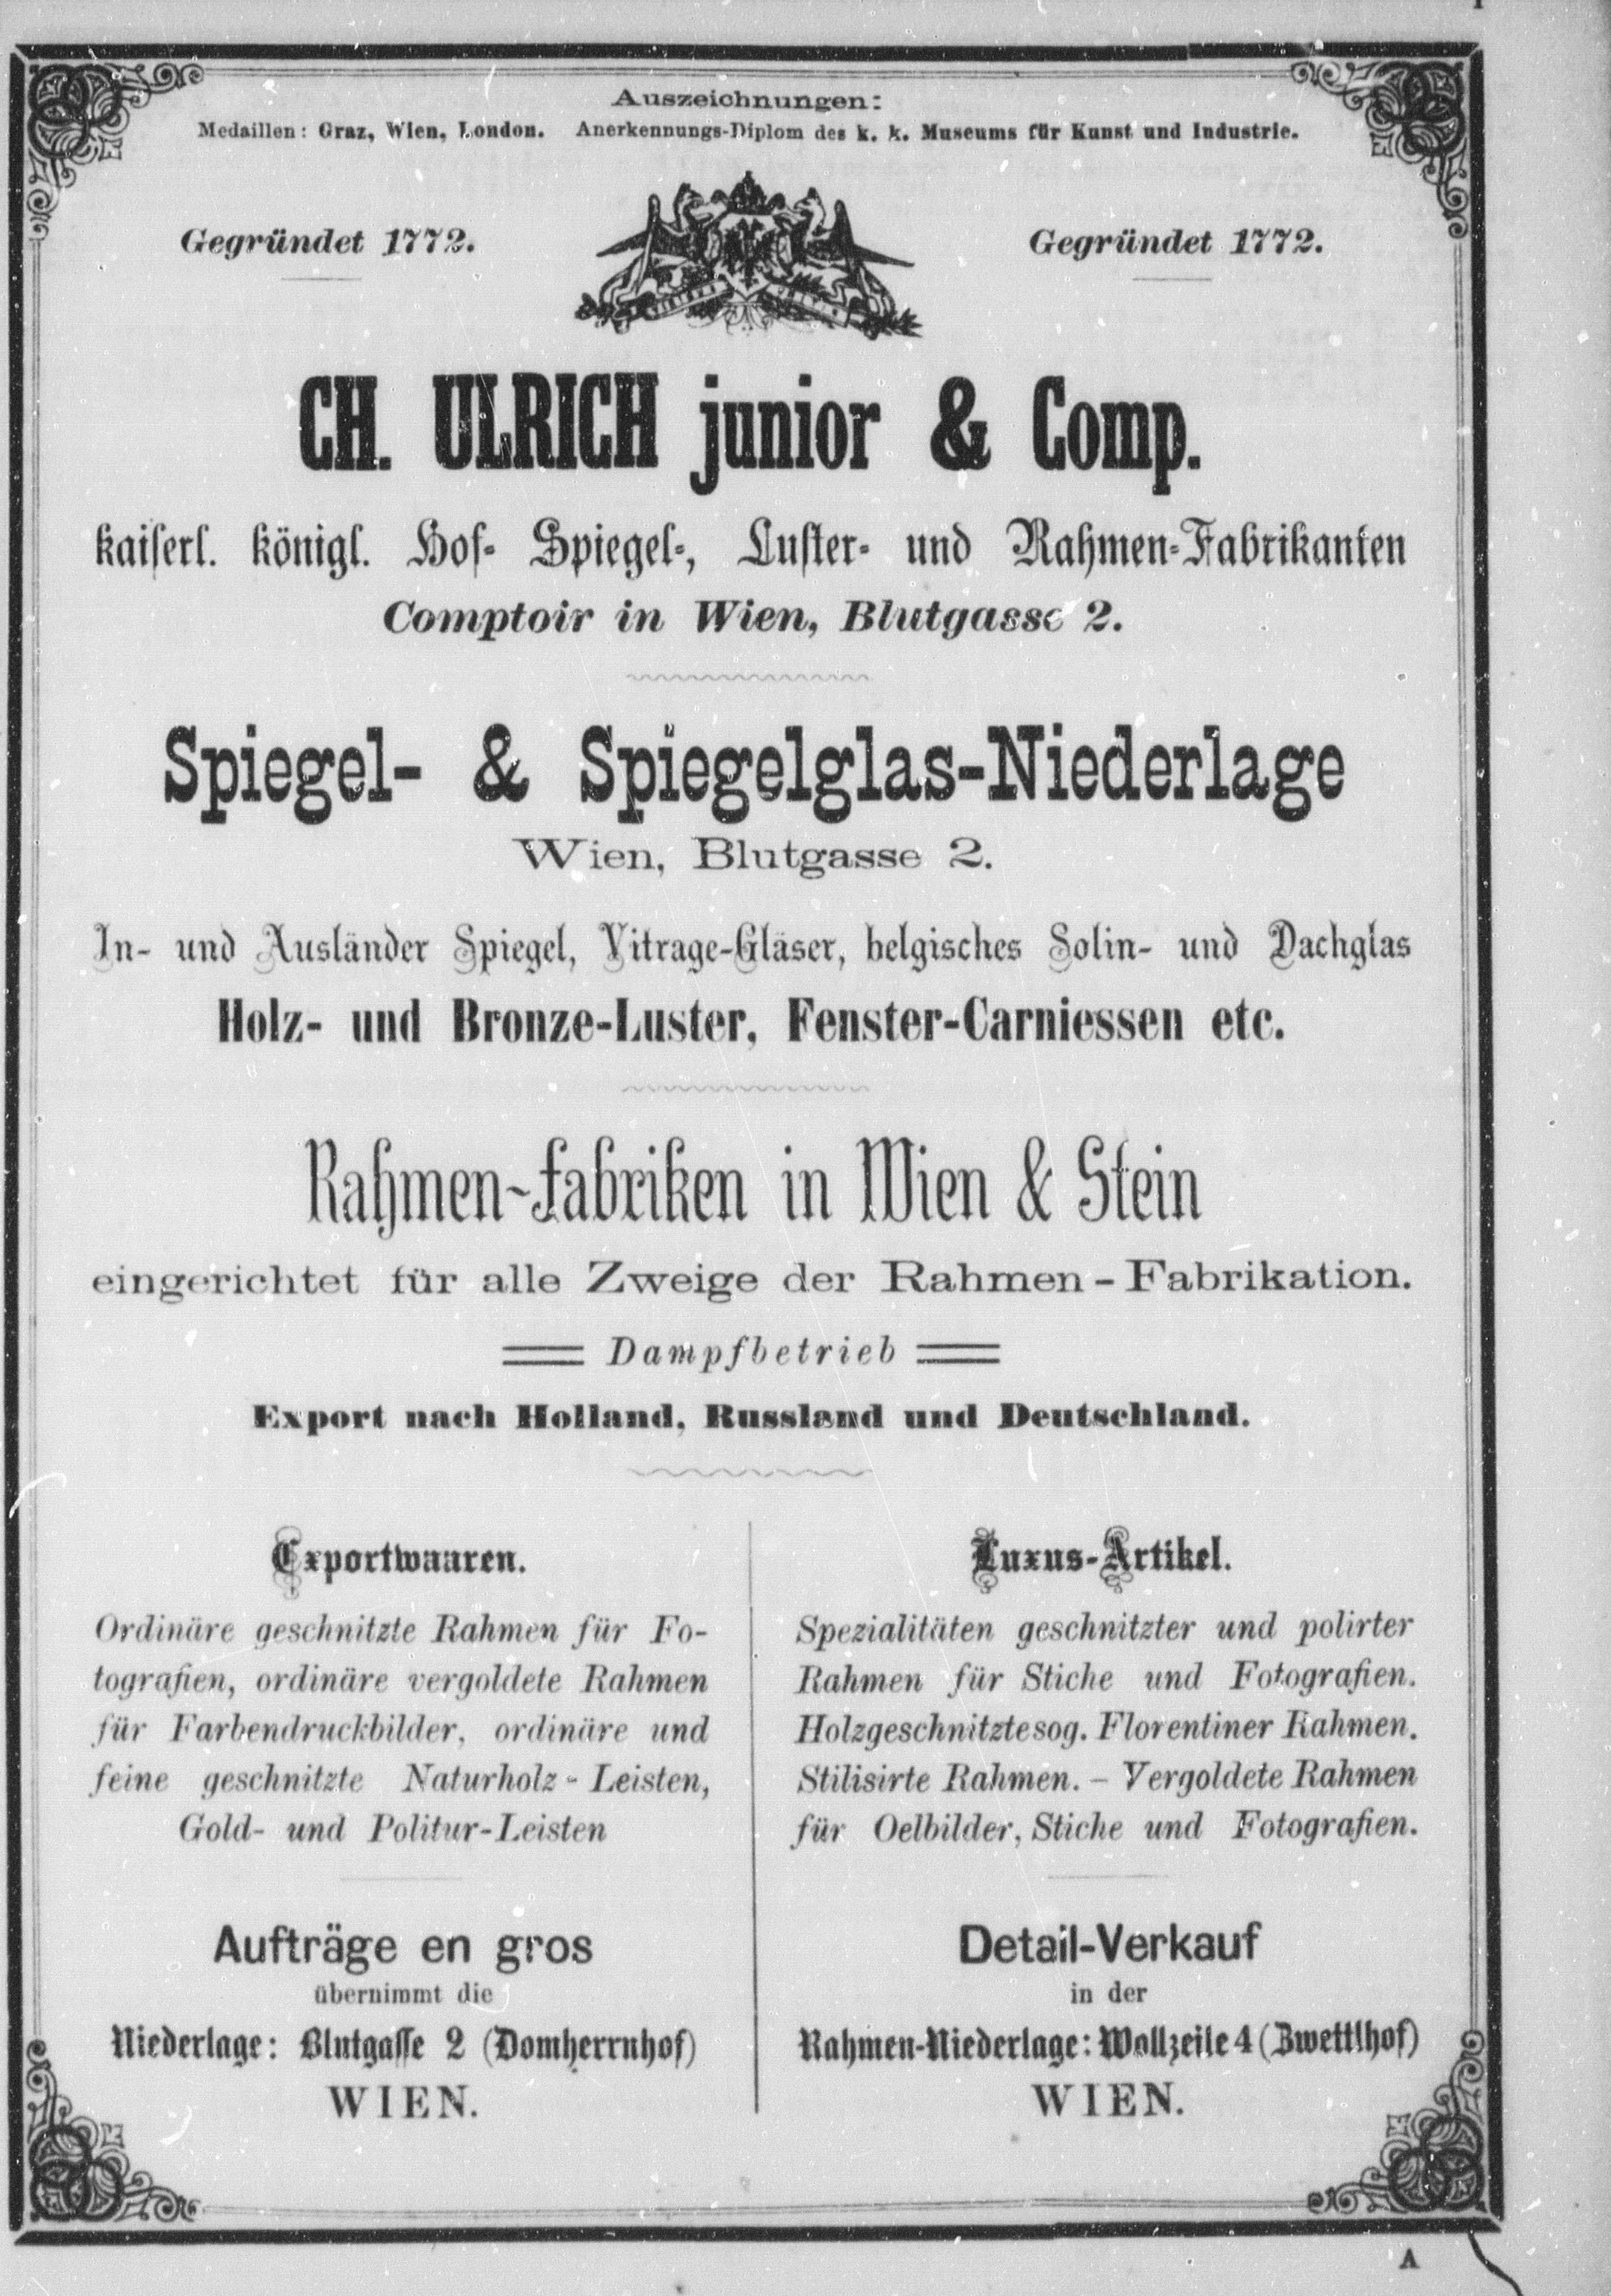 Auszeichnungen:
Medaillen: Graz, Wien, London. Anerkennungs-Diplom des k. k. Museums für Kunst und Industrie.
Gegründet 1772.
Gegründet 1772.
CH. ULRICH junior & Comp.
kaiserl. königl. Hof- Spiegel-, Luster- und Rahmen-Fabrikanten
Comptoir in Wien, Blutgasse 2.
Spiegel- & Spiegelglas-Niederlage
Wien, Blutgasse 2.
In- und Ausländer Spiegel, Vitrage-Gläser, belgisches Solin- und Dachglas
Holz- und Bronze-Luster, Fenster-Carniessen etc.
Rahmen-Fabriken in Wien & Stein
eingerichtet für alle Zweige der Rahmen-Fabrikation.
Dampfbetrieb
Export nach Holland, Russland und Deutschland.
Exportwaaren.
Ordinäre geschnitzte Rahmen für Fo-
tografien, ordinäre vergoldete Rahmen
für Farbendruckbilder, ordinäre und
feine geschnitzte Naturholz-Leisten,
Gold- und Politur-Leisten
Aufträge en gros
übernimmt die
Niederlage: Blutgasse 2 (Domherrnhof)
WIEN.
Luxus-Artikel.
Spezialitäten geschnitzter und polirter
Rahmen für Stiche und Fotografien.
Holzgeschnitzte sog. Florentiner Rahmen.
Stilisirte Rahmen. – Vergoldete Rahmen
für Oelbilder, Stiche und Fotografien.
Detail-Verkauf
in der
Rahmen-Niederlage: Wollzeile 4 (Zwettlhof)
WIEN.
A